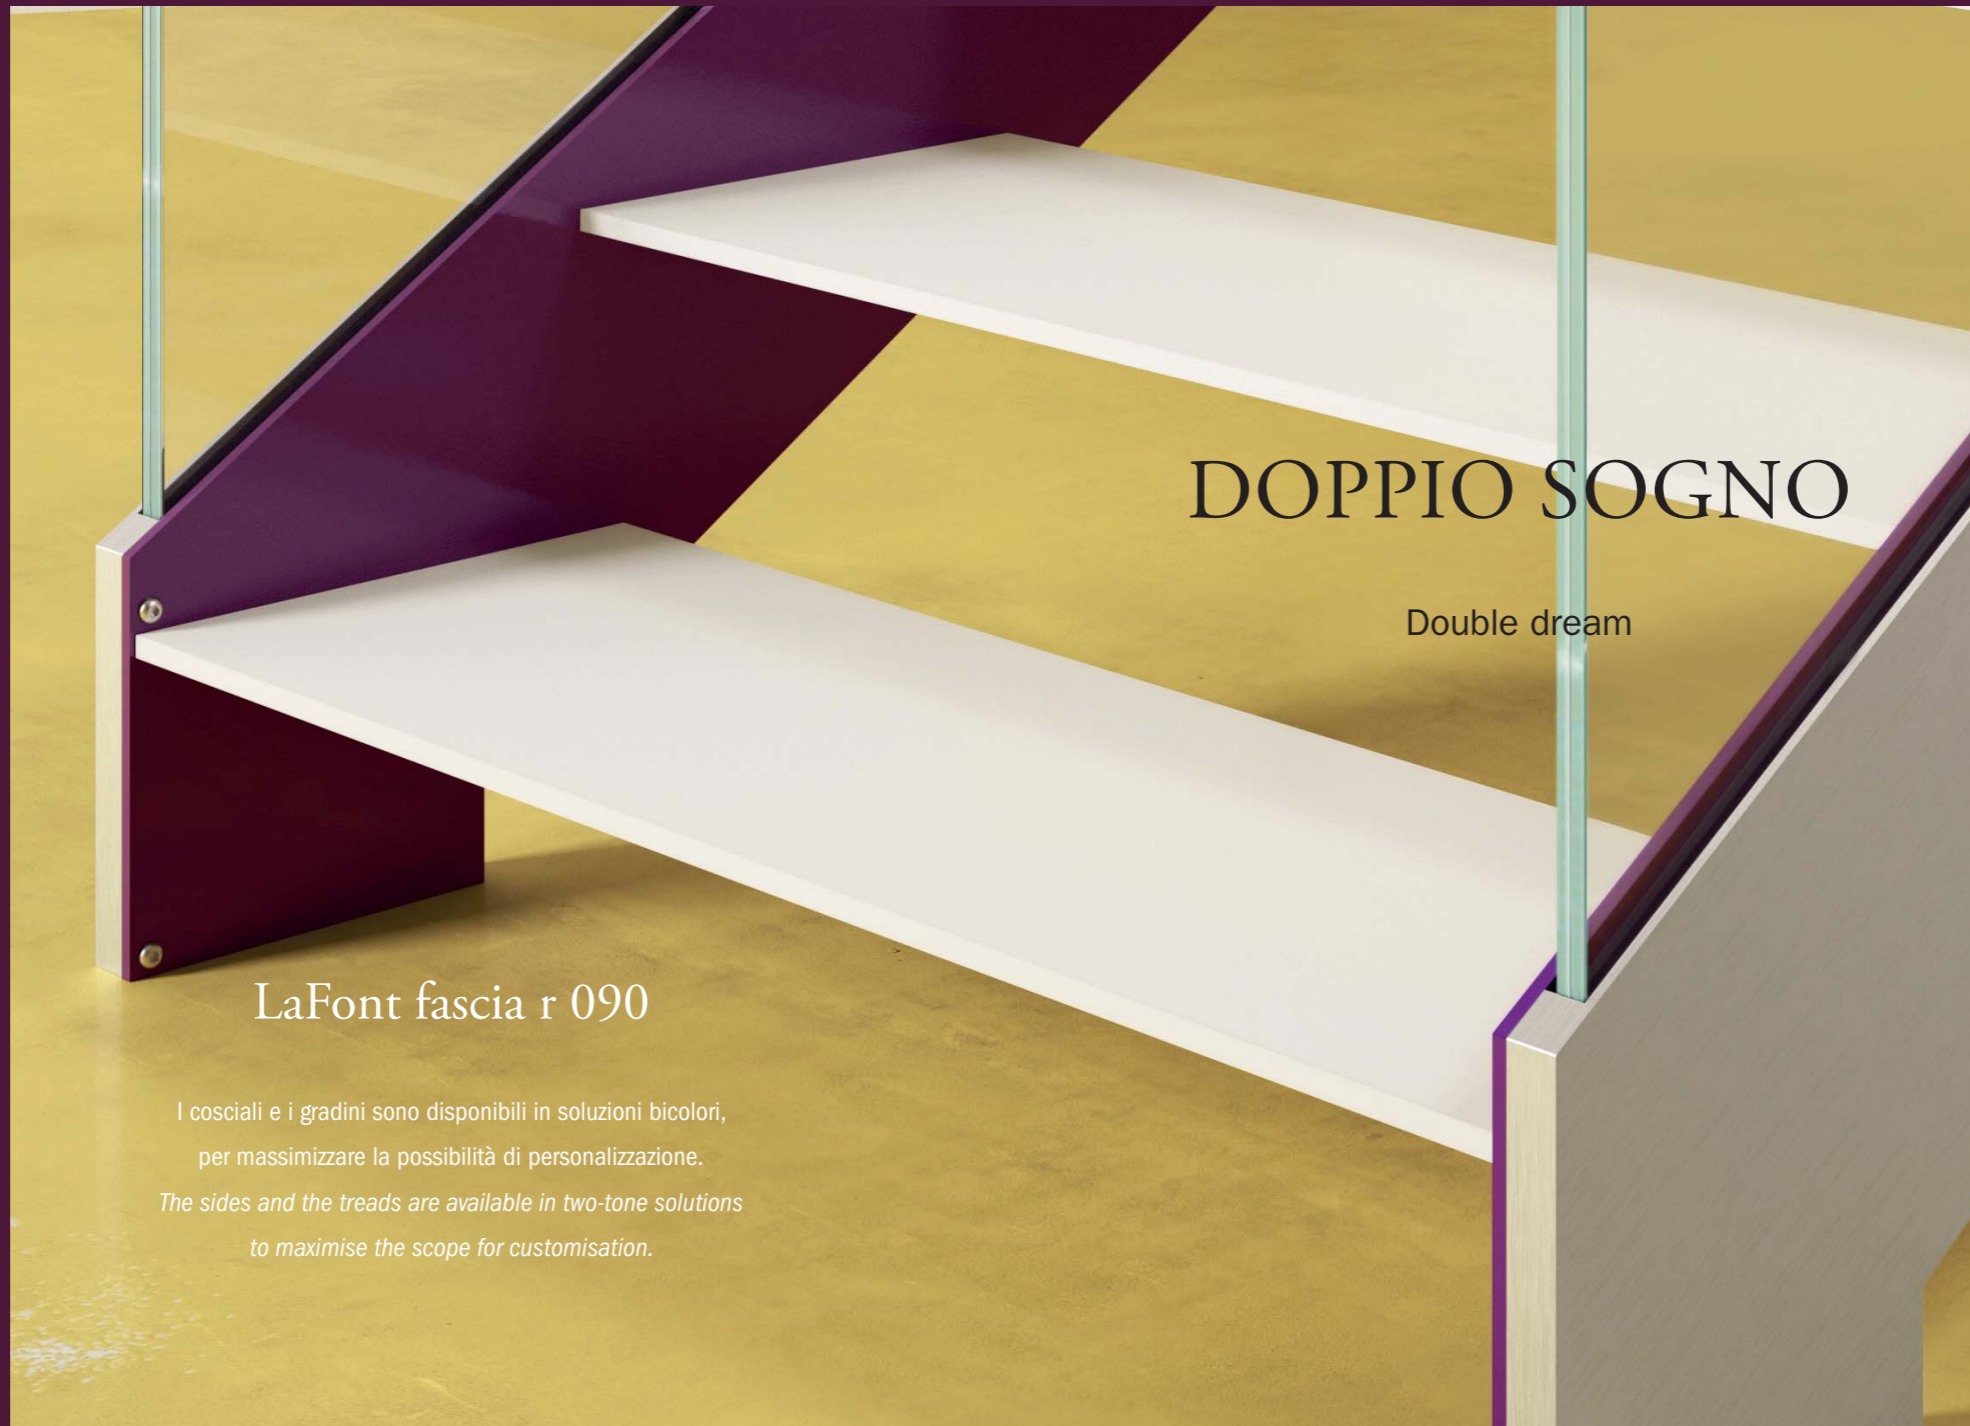 DOPPIO SOGNO
Double dream
LaFont fascia r 090
I cosciali e i gradini sono disponibili in soluzioni bicolori,
per massimizzare la possibilità di personalizzazione.
The sides and the treads are available in two-tone solutions
to maximise the scope for customisation.